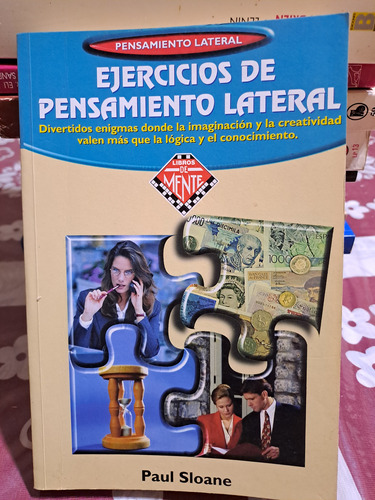 PENSAMIENTO LATERAL
EJERCICIOS DE
PENSAMIENTO LATERAL
Divertidos enigmas donde la imaginación y la creatividad
valen más que la lógica y el conocimiento.
LIBROS
DE
MENTE
1000
Paul Sloane